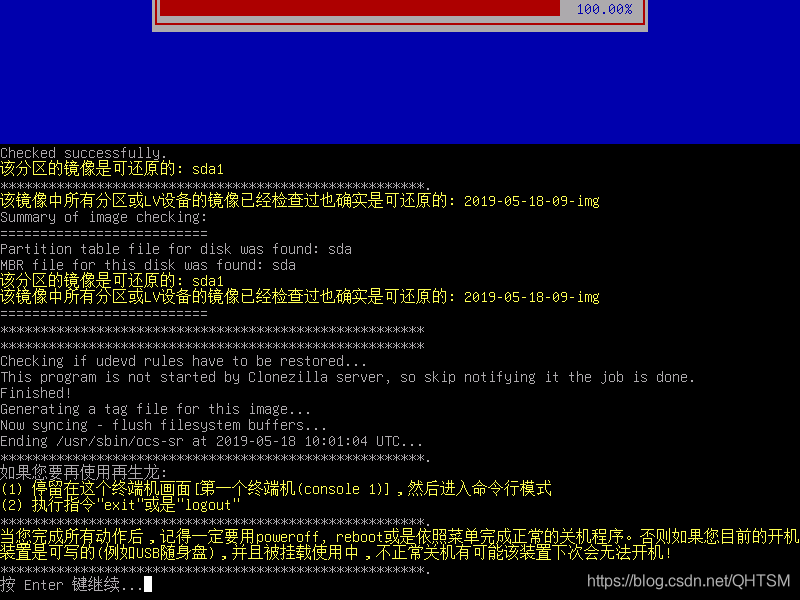 100.00%
Checked successfully.
该分区的镜像是可还原的: sda1
*****************************************************.
该镜像中所有分区或LV设备的镜像已经检查过也确实是可还原的: 2019-05-18-09-img
Summary of image checking:
==========================
Partition table file for disk was found: sda
MBR file for this disk was found: sda
该分区的镜像是可还原的: sda1
该镜像中所有分区或LV设备的镜像已经检查过也确实是可还原的: 2019-05-18-09-img
==========================
*****************************************************
*****************************************************
Checking if udevd rules have to be restored...
This program is not started by Clonezilla server, so skip notifying it the job is done.
Finished!
Generating a tag file for this image...
Now syncing - flush filesystem buffers...
Ending /usr/sbin/ocs-sr at 2019-05-18 10:01:04 UTC...
*****************************************************.
如果您要再使用再生龙:
(1) 停留在这个终端机画面[第一个终端机(console 1)],然后进入命令行模式
(2) 执行指令"exit"或是"logout"
*****************************************************.
当您完成所有动作后,记得一定要用poweroff, reboot或是依照菜单完成正常的关机程序。否则如果您目前的开机
装置是可写的(例如USB随身盘),并且被挂载使用中,不正常关机有可能该装置下次会无法开机!
*****************************************************.
按 Enter 键继续...
https://blog.csdn.net/QHTSM